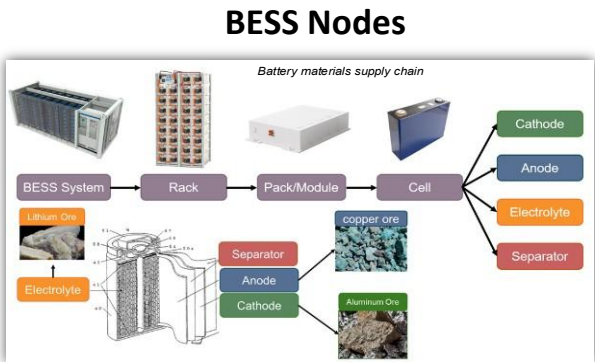 BESS Nodes
Battery materials supply chain
Cathode
Anode
Electrolyte
Separator
BESS System
Rack
Pack/Module
Cell
Lithium Ore
Electrolyte
Separator
Anode
Cathode
copper ore
Aluminum Ore